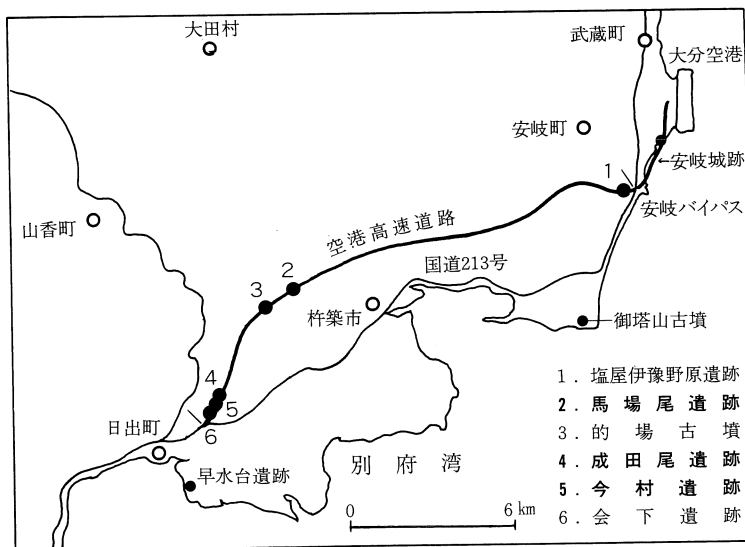 大田村
武蔵町
大分空港
安岐町
←安岐城跡
1
安岐バイパス
山香町
空港高速道路
国道213号
2
3
杵築市
御塔山古墳
4
5
6
日出町
早水台遺跡
別府湾
0 6km
1．塩屋伊豫野原遺跡
2．馬場尾遺跡
3．的場古墳
4．成田尾遺跡
5．今村遺跡
6．会下遺跡